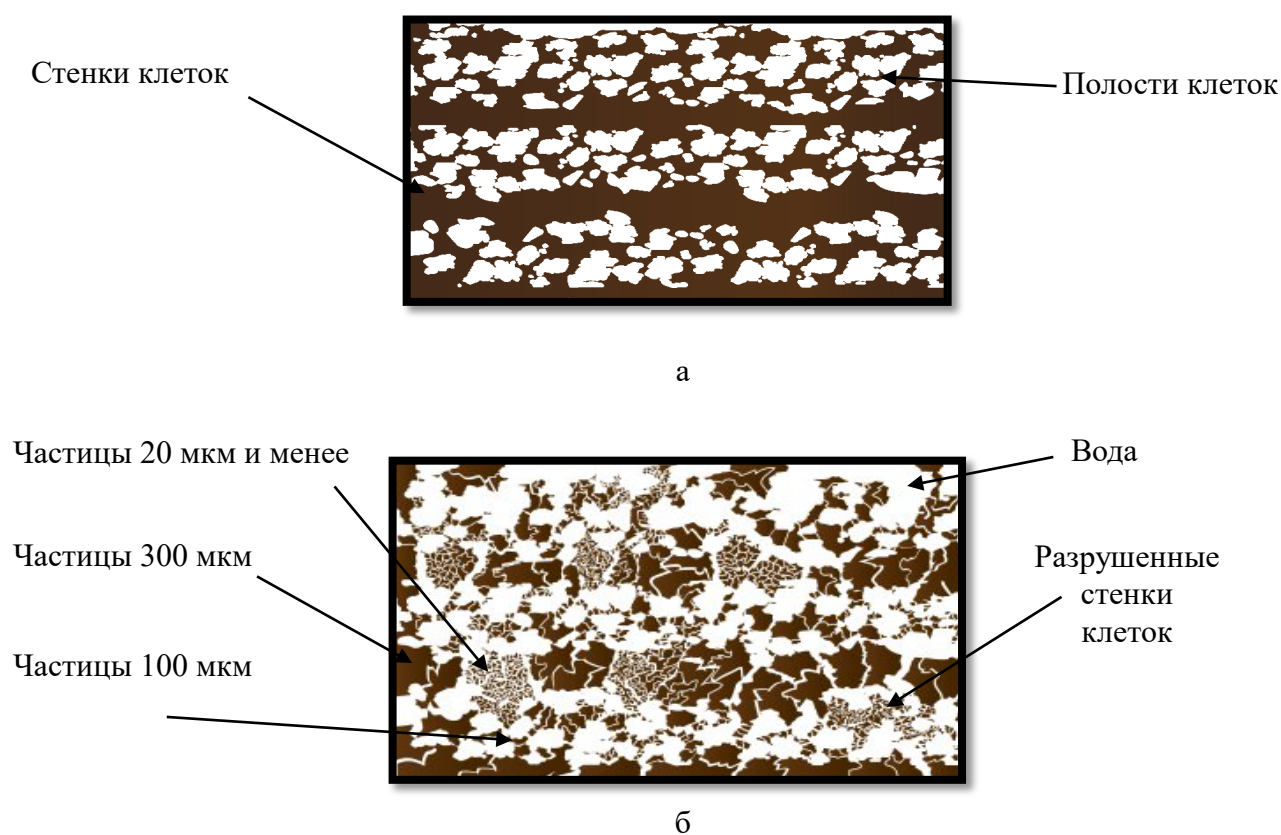 Стенки клеток
Полости клеток
а
Частицы 20 мкм и менее
Вода
Частицы 300 мкм
Разрушенные
стенки
клеток
Частицы 100 мкм
б